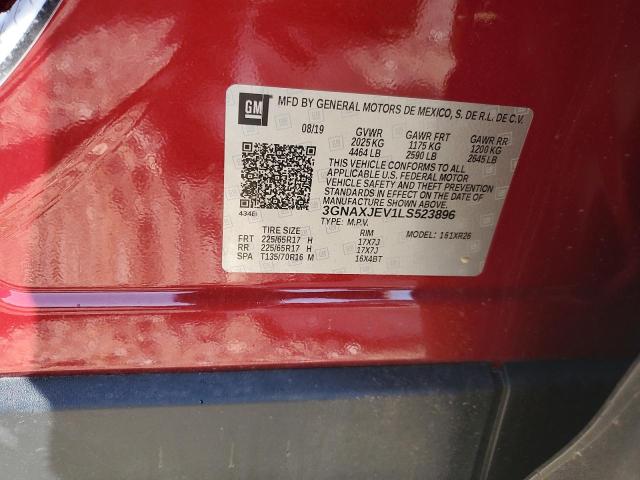 GM MFD BY GENERAL MOTORS DE MEXICO, S. DE R.L. DE C.V.
08/19 GVWR GAWR FRT GAWR RR
2025 KG 1175 KG 1200 KG
4464 LB 2590 LB 2645 LB
THIS VEHICLE CONFORMS TO ALL
APPLICABLE U.S. FEDERAL MOTOR
VEHICLE SAFETY AND THEFT PREVENTION
STANDARDS IN EFFECT ON THE DATE OF
MANUFACTURE SHOWN ABOVE.
434EI 3GNAXJEV1LS523896
TYPE: M.P.V.
TIRE SIZE RIM MODEL: 161XR26
FRT 225/65R17 H 17X7J
RR 225/65R17 H 17X7J
SPA T135/70R16 M 16X4BT